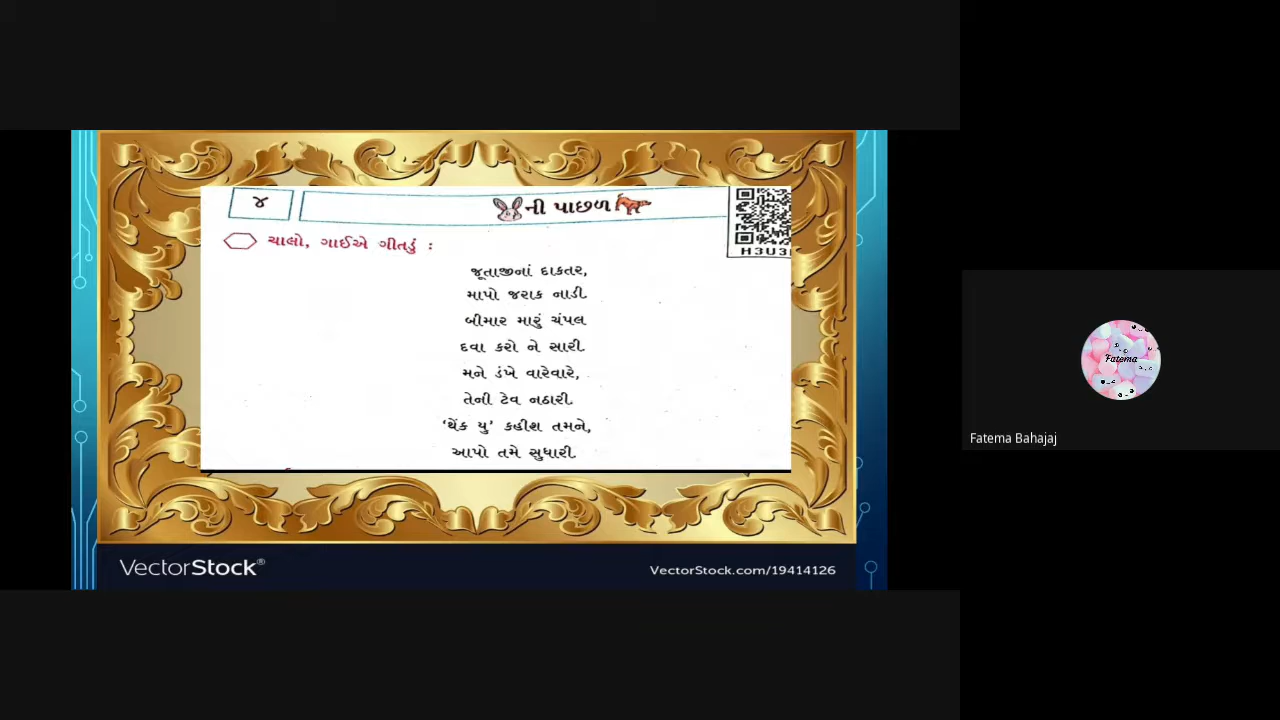 ૪
ની પાછળ
H3U3
ચાલો, ગાઈએ ગીતડું :
જૂતાજીનાં દાકતર,
માપો જરાક નાડી.
બીમાર મારું ચંપલ
દવા કરો ને સારી.
મને ડંખે વારેવારે,
તેની ટેવ નઠારી.
‘થેંક યુ’ કહીશ તમને,
આપો તમે સુધારી.
VectorStock®
VectorStock.com/19414126
Fatema
Fatema Bahajaj